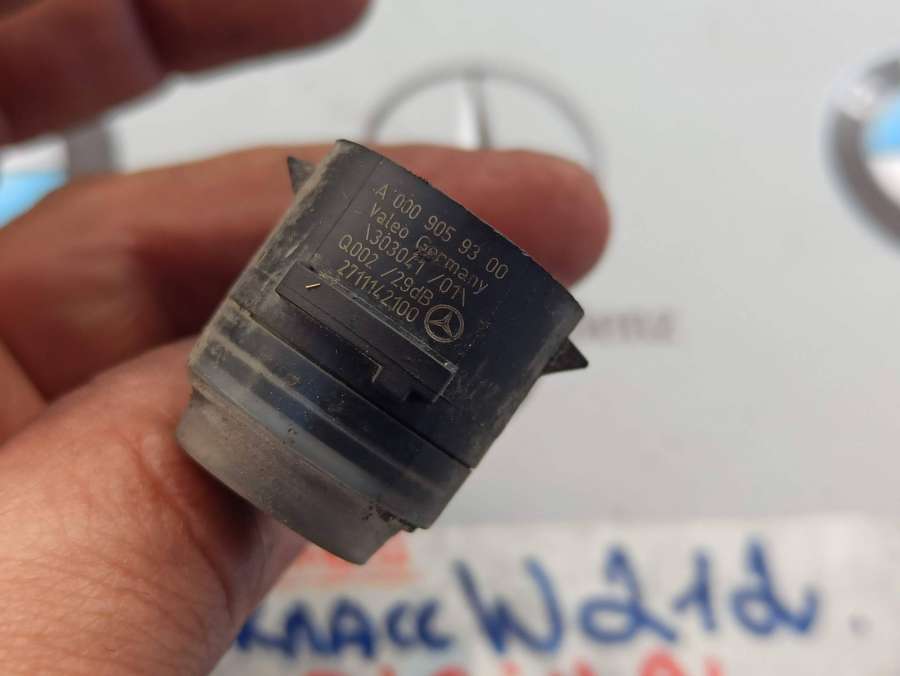 A 000 905 93 00
Valeo Germany
\303041 /01\
Q002 /29dB
2711142100
класс W212.